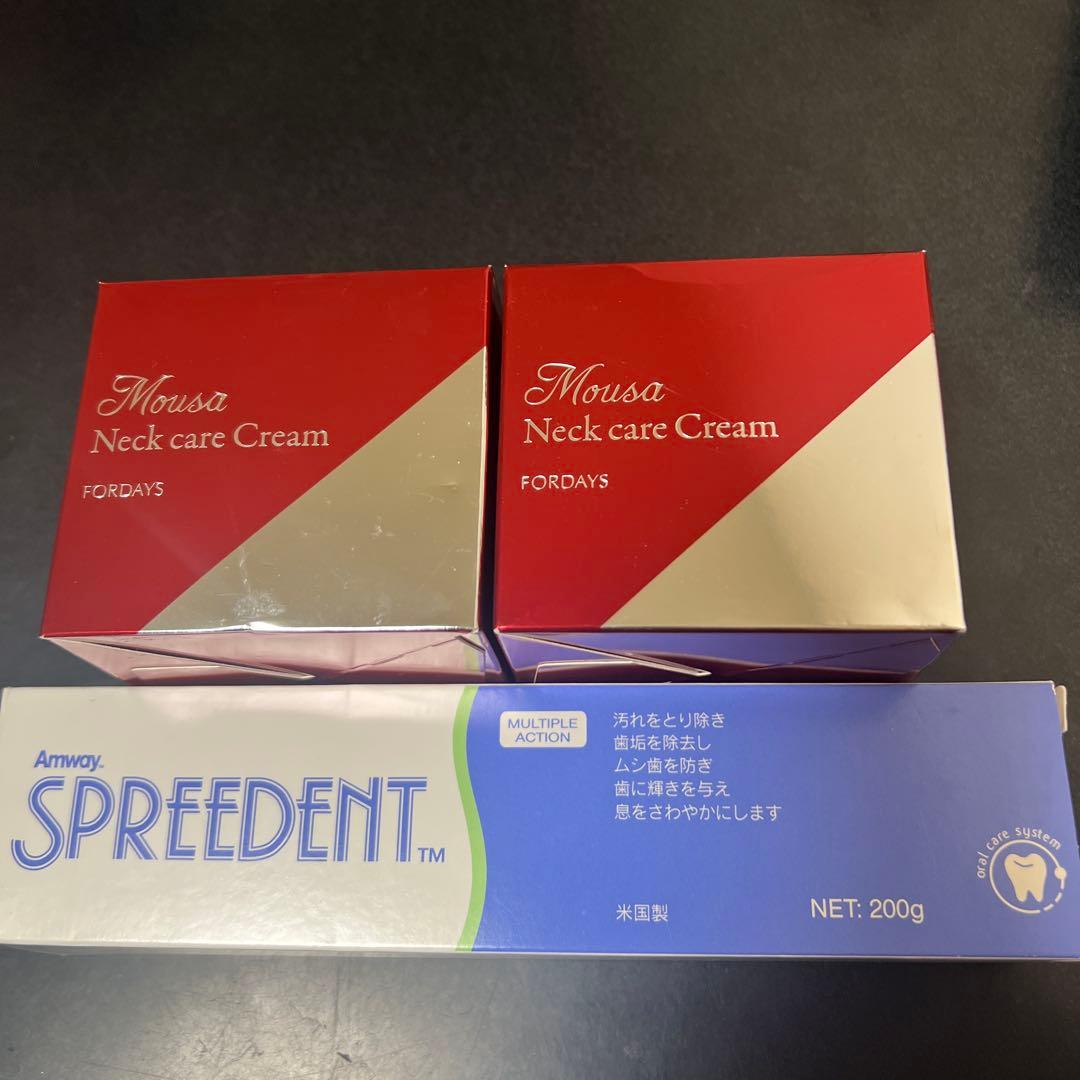 Mousa
Neck care Cream
FORDAYS
Mousa
Neck care Cream
FORDAYS
Amway™
SPREEDENT™
MULTIPLE
ACTION
汚れをとり除き
歯垢を除去し
ムシ歯を防ぎ
歯に輝きを与え
息をさわやかにします
米国製
NET: 200g
oral care system